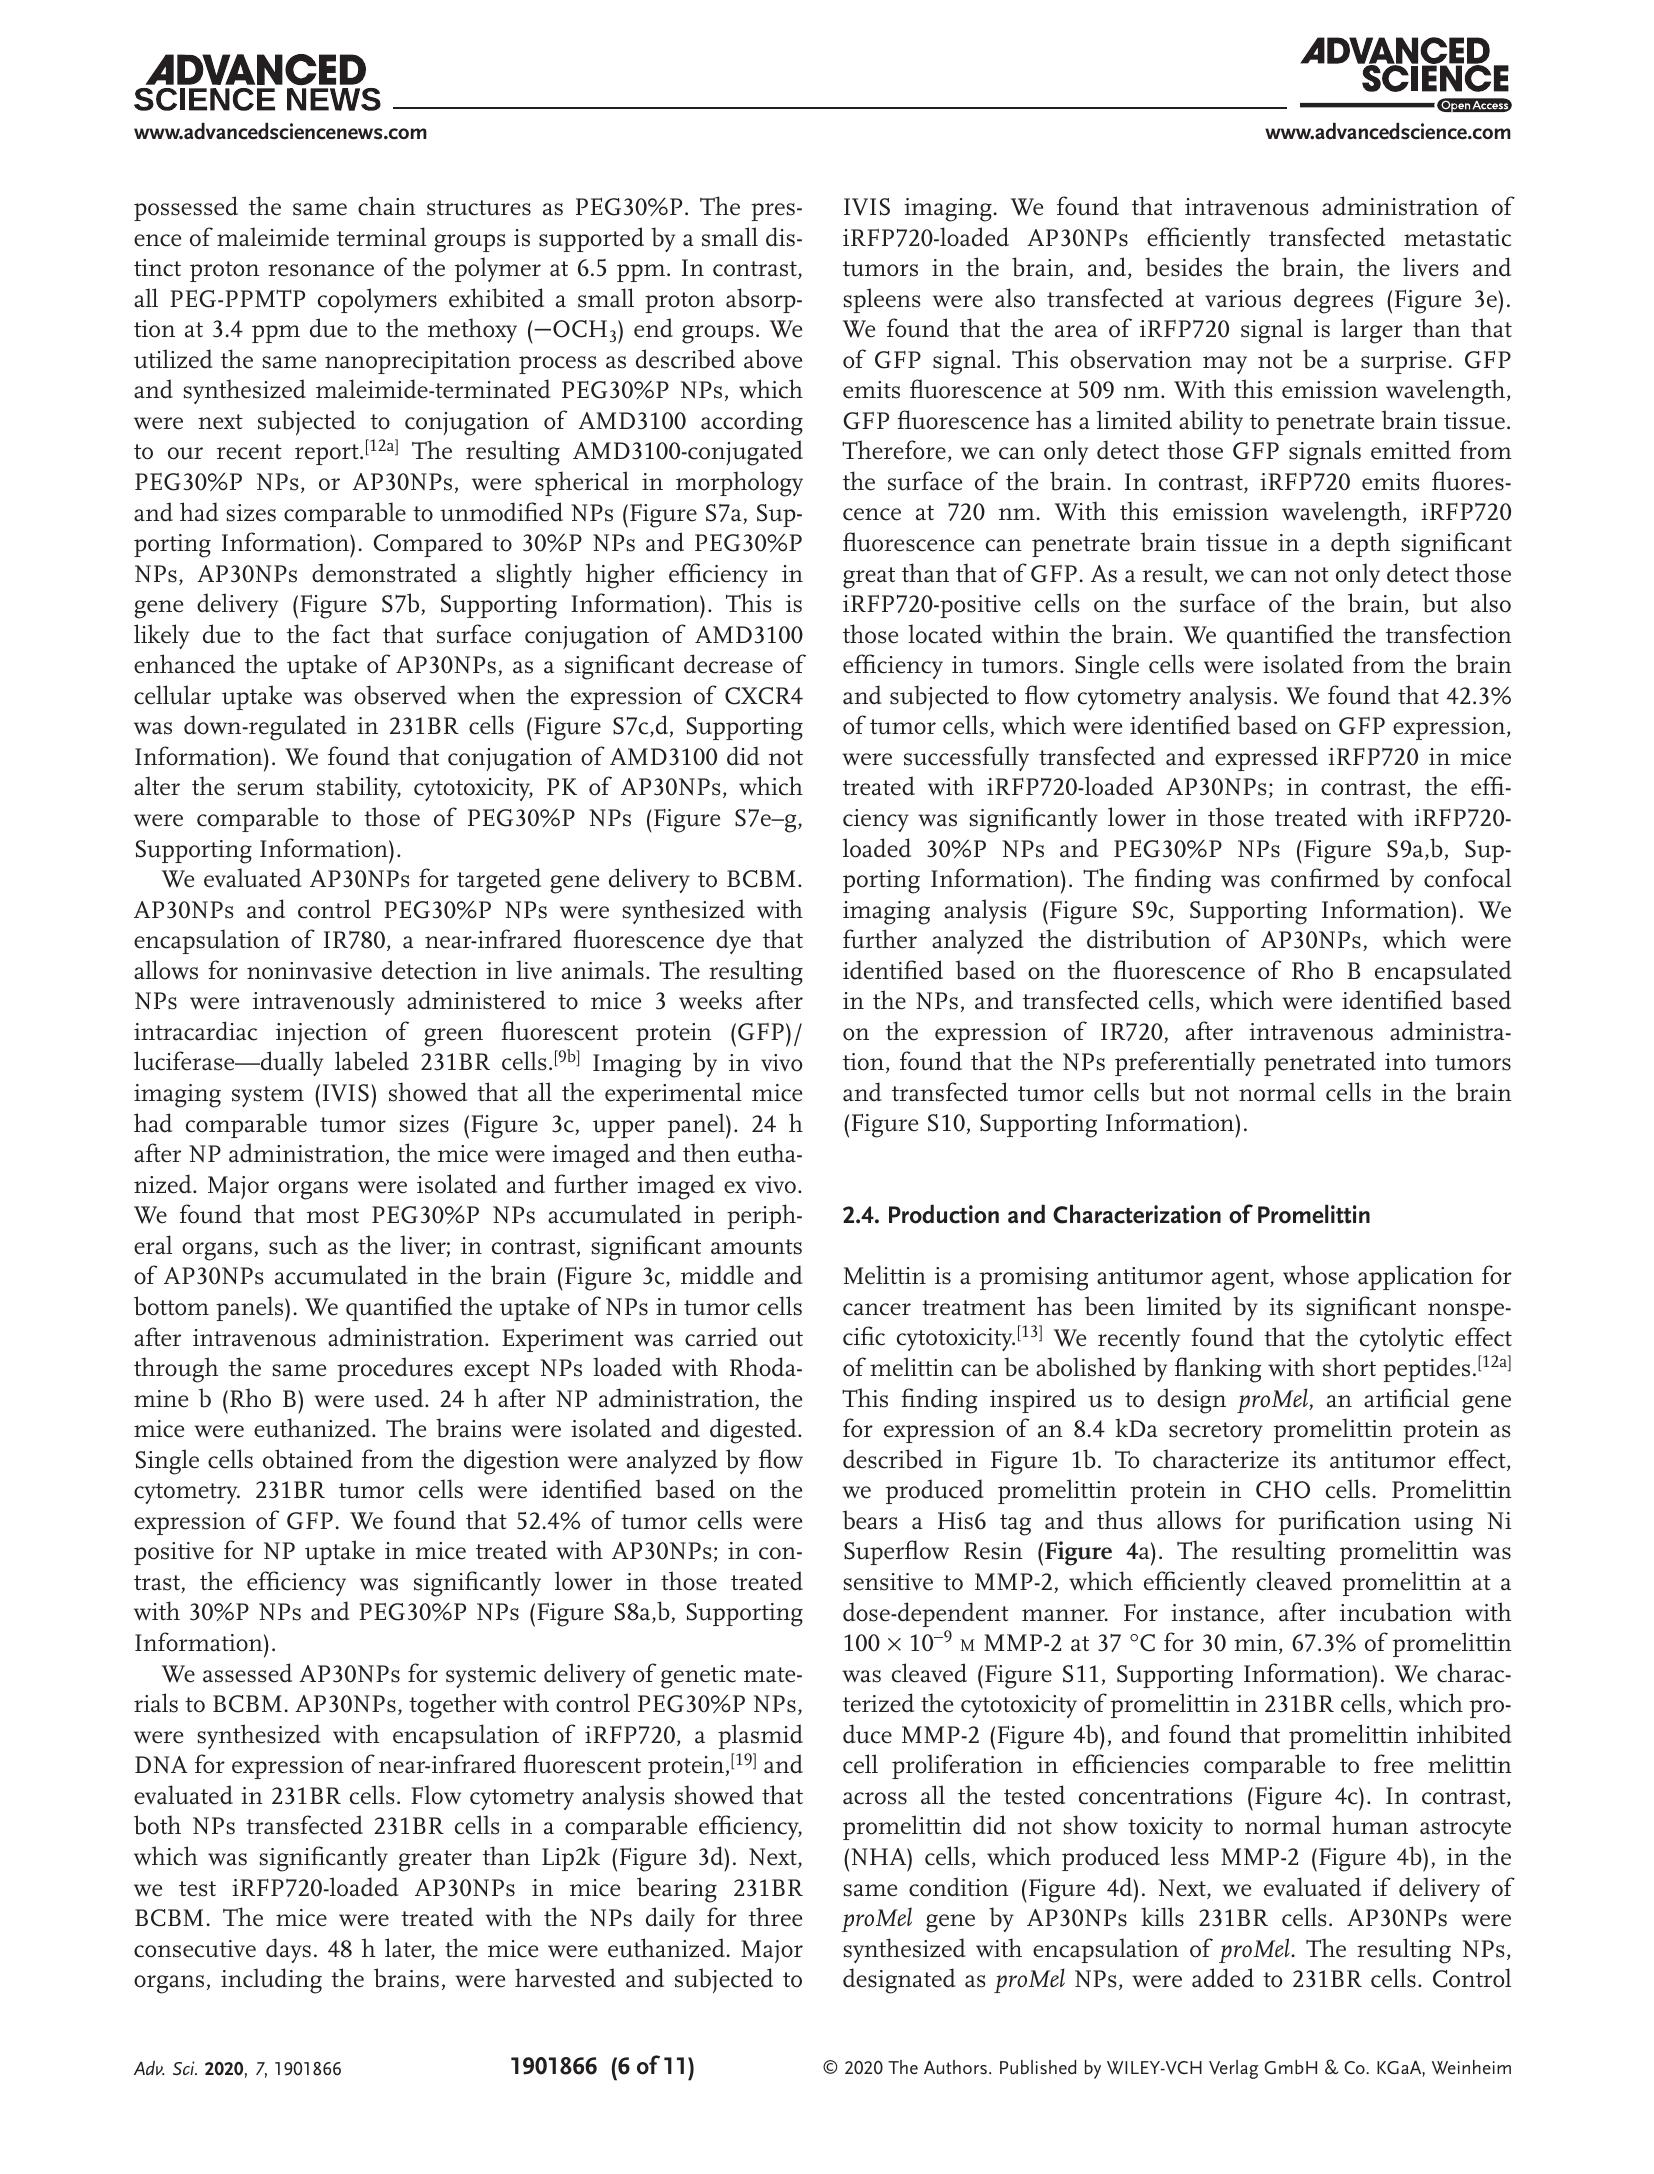 ADVANCED
SCIENCE NEWS
www.advancedsciencenews.com
ADVANCED
SCIENCE
Open Access
www.advancedscience.com
possessed the same chain structures as PEG30%P. The pres-
ence of maleimide terminal groups is supported by a small dis-
tinct proton resonance of the polymer at 6.5 ppm. In contrast,
all PEG-PPMTP copolymers exhibited a small proton absorp-
tion at 3.4 ppm due to the methoxy (−OCH₃) end groups. We
utilized the same nanoprecipitation process as described above
and synthesized maleimide-terminated PEG30%P NPs, which
were next subjected to conjugation of AMD3100 according
to our recent report.[12a] The resulting AMD3100-conjugated
PEG30%P NPs, or AP30NPs, were spherical in morphology
and had sizes comparable to unmodified NPs (Figure S7a, Sup-
porting Information). Compared to 30%P NPs and PEG30%P
NPs, AP30NPs demonstrated a slightly higher efficiency in
gene delivery (Figure S7b, Supporting Information). This is
likely due to the fact that surface conjugation of AMD3100
enhanced the uptake of AP30NPs, as a significant decrease of
cellular uptake was observed when the expression of CXCR4
was down-regulated in 231BR cells (Figure S7c,d, Supporting
Information). We found that conjugation of AMD3100 did not
alter the serum stability, cytotoxicity, PK of AP30NPs, which
were comparable to those of PEG30%P NPs (Figure S7e–g,
Supporting Information).
We evaluated AP30NPs for targeted gene delivery to BCBM.
AP30NPs and control PEG30%P NPs were synthesized with
encapsulation of IR780, a near-infrared fluorescence dye that
allows for noninvasive detection in live animals. The resulting
NPs were intravenously administered to mice 3 weeks after
intracardiac injection of green fluorescent protein (GFP)/
luciferase—dually labeled 231BR cells.[9b] Imaging by in vivo
imaging system (IVIS) showed that all the experimental mice
had comparable tumor sizes (Figure 3c, upper panel). 24 h
after NP administration, the mice were imaged and then eutha-
nized. Major organs were isolated and further imaged ex vivo.
We found that most PEG30%P NPs accumulated in periph-
eral organs, such as the liver; in contrast, significant amounts
of AP30NPs accumulated in the brain (Figure 3c, middle and
bottom panels). We quantified the uptake of NPs in tumor cells
after intravenous administration. Experiment was carried out
through the same procedures except NPs loaded with Rhoda-
mine b (Rho B) were used. 24 h after NP administration, the
mice were euthanized. The brains were isolated and digested.
Single cells obtained from the digestion were analyzed by flow
cytometry. 231BR tumor cells were identified based on the
expression of GFP. We found that 52.4% of tumor cells were
positive for NP uptake in mice treated with AP30NPs; in con-
trast, the efficiency was significantly lower in those treated
with 30%P NPs and PEG30%P NPs (Figure S8a,b, Supporting
Information).
We assessed AP30NPs for systemic delivery of genetic mate-
rials to BCBM. AP30NPs, together with control PEG30%P NPs,
were synthesized with encapsulation of iRFP720, a plasmid
DNA for expression of near-infrared fluorescent protein,[19] and
evaluated in 231BR cells. Flow cytometry analysis showed that
both NPs transfected 231BR cells in a comparable efficiency,
which was significantly greater than Lip2k (Figure 3d). Next,
we test iRFP720-loaded AP30NPs in mice bearing 231BR
BCBM. The mice were treated with the NPs daily for three
consecutive days. 48 h later, the mice were euthanized. Major
organs, including the brains, were harvested and subjected to
IVIS imaging. We found that intravenous administration of
iRFP720-loaded AP30NPs efficiently transfected metastatic
tumors in the brain, and, besides the brain, the livers and
spleens were also transfected at various degrees (Figure 3e).
We found that the area of iRFP720 signal is larger than that
of GFP signal. This observation may not be a surprise. GFP
emits fluorescence at 509 nm. With this emission wavelength,
GFP fluorescence has a limited ability to penetrate brain tissue.
Therefore, we can only detect those GFP signals emitted from
the surface of the brain. In contrast, iRFP720 emits fluores-
cence at 720 nm. With this emission wavelength, iRFP720
fluorescence can penetrate brain tissue in a depth significant
great than that of GFP. As a result, we can not only detect those
iRFP720-positive cells on the surface of the brain, but also
those located within the brain. We quantified the transfection
efficiency in tumors. Single cells were isolated from the brain
and subjected to flow cytometry analysis. We found that 42.3%
of tumor cells, which were identified based on GFP expression,
were successfully transfected and expressed iRFP720 in mice
treated with iRFP720-loaded AP30NPs; in contrast, the effi-
ciency was significantly lower in those treated with iRFP720-
loaded 30%P NPs and PEG30%P NPs (Figure S9a,b, Sup-
porting Information). The finding was confirmed by confocal
imaging analysis (Figure S9c, Supporting Information). We
further analyzed the distribution of AP30NPs, which were
identified based on the fluorescence of Rho B encapsulated
in the NPs, and transfected cells, which were identified based
on the expression of IR720, after intravenous administra-
tion, found that the NPs preferentially penetrated into tumors
and transfected tumor cells but not normal cells in the brain
(Figure S10, Supporting Information).
2.4. Production and Characterization of Promelittin
Melittin is a promising antitumor agent, whose application for
cancer treatment has been limited by its significant nonspe-
cific cytotoxicity.[13] We recently found that the cytolytic effect
of melittin can be abolished by flanking with short peptides.[12a]
This finding inspired us to design proMel, an artificial gene
for expression of an 8.4 kDa secretory promelittin protein as
described in Figure 1b. To characterize its antitumor effect,
we produced promelittin protein in CHO cells. Promelittin
bears a His6 tag and thus allows for purification using Ni
Superflow Resin (Figure 4a). The resulting promelittin was
sensitive to MMP-2, which efficiently cleaved promelittin at a
dose-dependent manner. For instance, after incubation with
100 × 10⁻⁹ M MMP-2 at 37 °C for 30 min, 67.3% of promelittin
was cleaved (Figure S11, Supporting Information). We charac-
terized the cytotoxicity of promelittin in 231BR cells, which pro-
duce MMP-2 (Figure 4b), and found that promelittin inhibited
cell proliferation in efficiencies comparable to free melittin
across all the tested concentrations (Figure 4c). In contrast,
promelittin did not show toxicity to normal human astrocyte
(NHA) cells, which produced less MMP-2 (Figure 4b), in the
same condition (Figure 4d). Next, we evaluated if delivery of
proMel gene by AP30NPs kills 231BR cells. AP30NPs were
synthesized with encapsulation of proMel. The resulting NPs,
designated as proMel NPs, were added to 231BR cells. Control
Adv. Sci. 2020, 7, 1901866
1901866 (6 of 11)
© 2020 The Authors. Published by WILEY-VCH Verlag GmbH & Co. KGaA, Weinheim